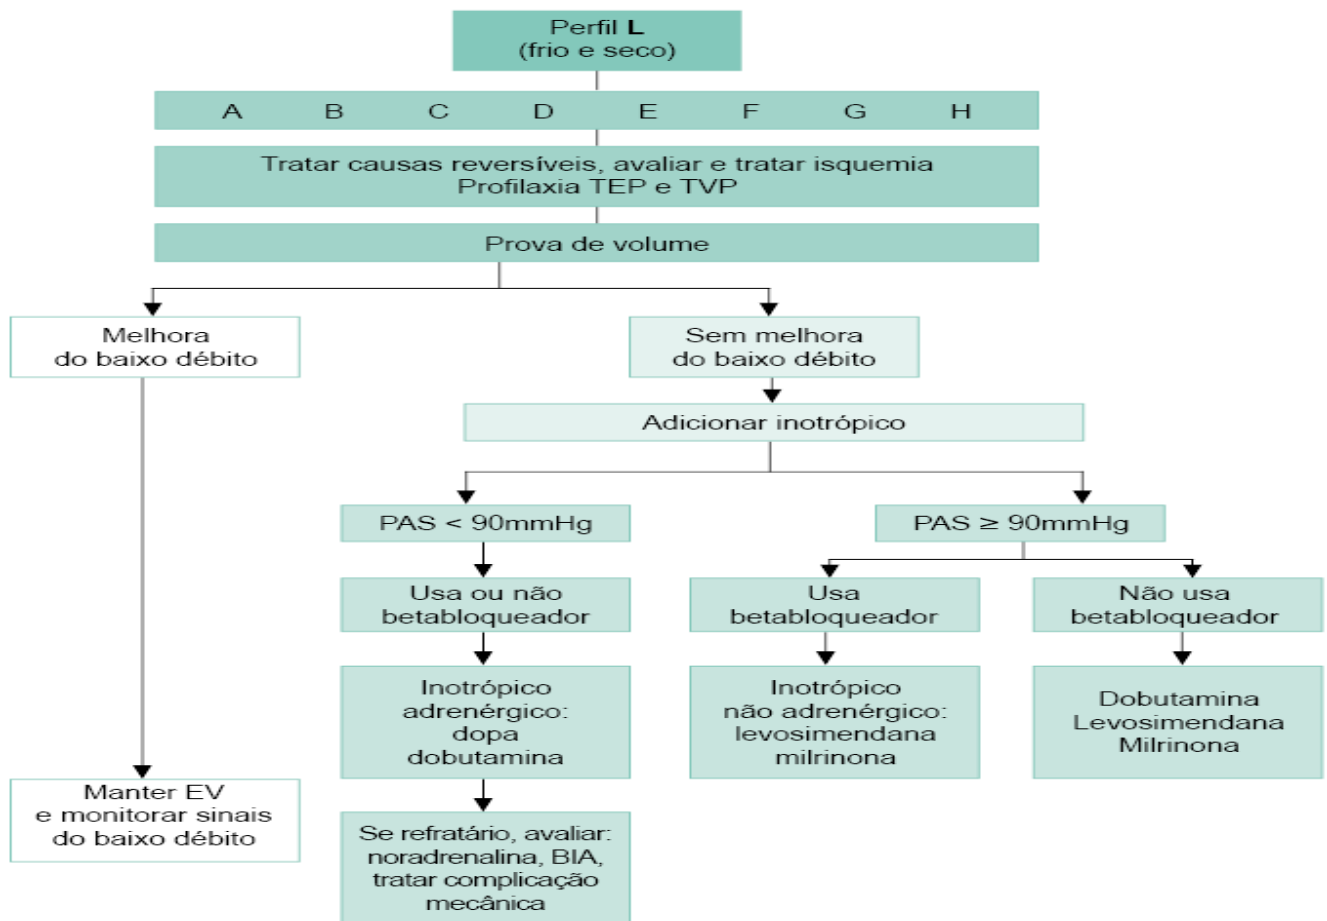 Perfil L
(frio e seco)
A B C D E F G H
Tratar causas reversíveis, avaliar e tratar isquemia
Profilaxia TEP e TVP
Prova de volume
Melhora
do baixo débito
Sem melhora
do baixo débito
Adicionar inotrópico
PAS < 90mmHg
PAS ≥ 90mmHg
Usa ou não
betabloqueador
Usa
betabloqueador
Não usa
betabloqueador
Inotrópico
adrenérgico:
dopa
dobutamina
Inotrópico
não adrenérgico:
levosimendana
milrinona
Dobutamina
Levosimendana
Milrinona
Manter EV
e monitorar sinais
do baixo débito
Se refratário, avaliar:
noradrenalina, BIA,
tratar complicação
mecânica